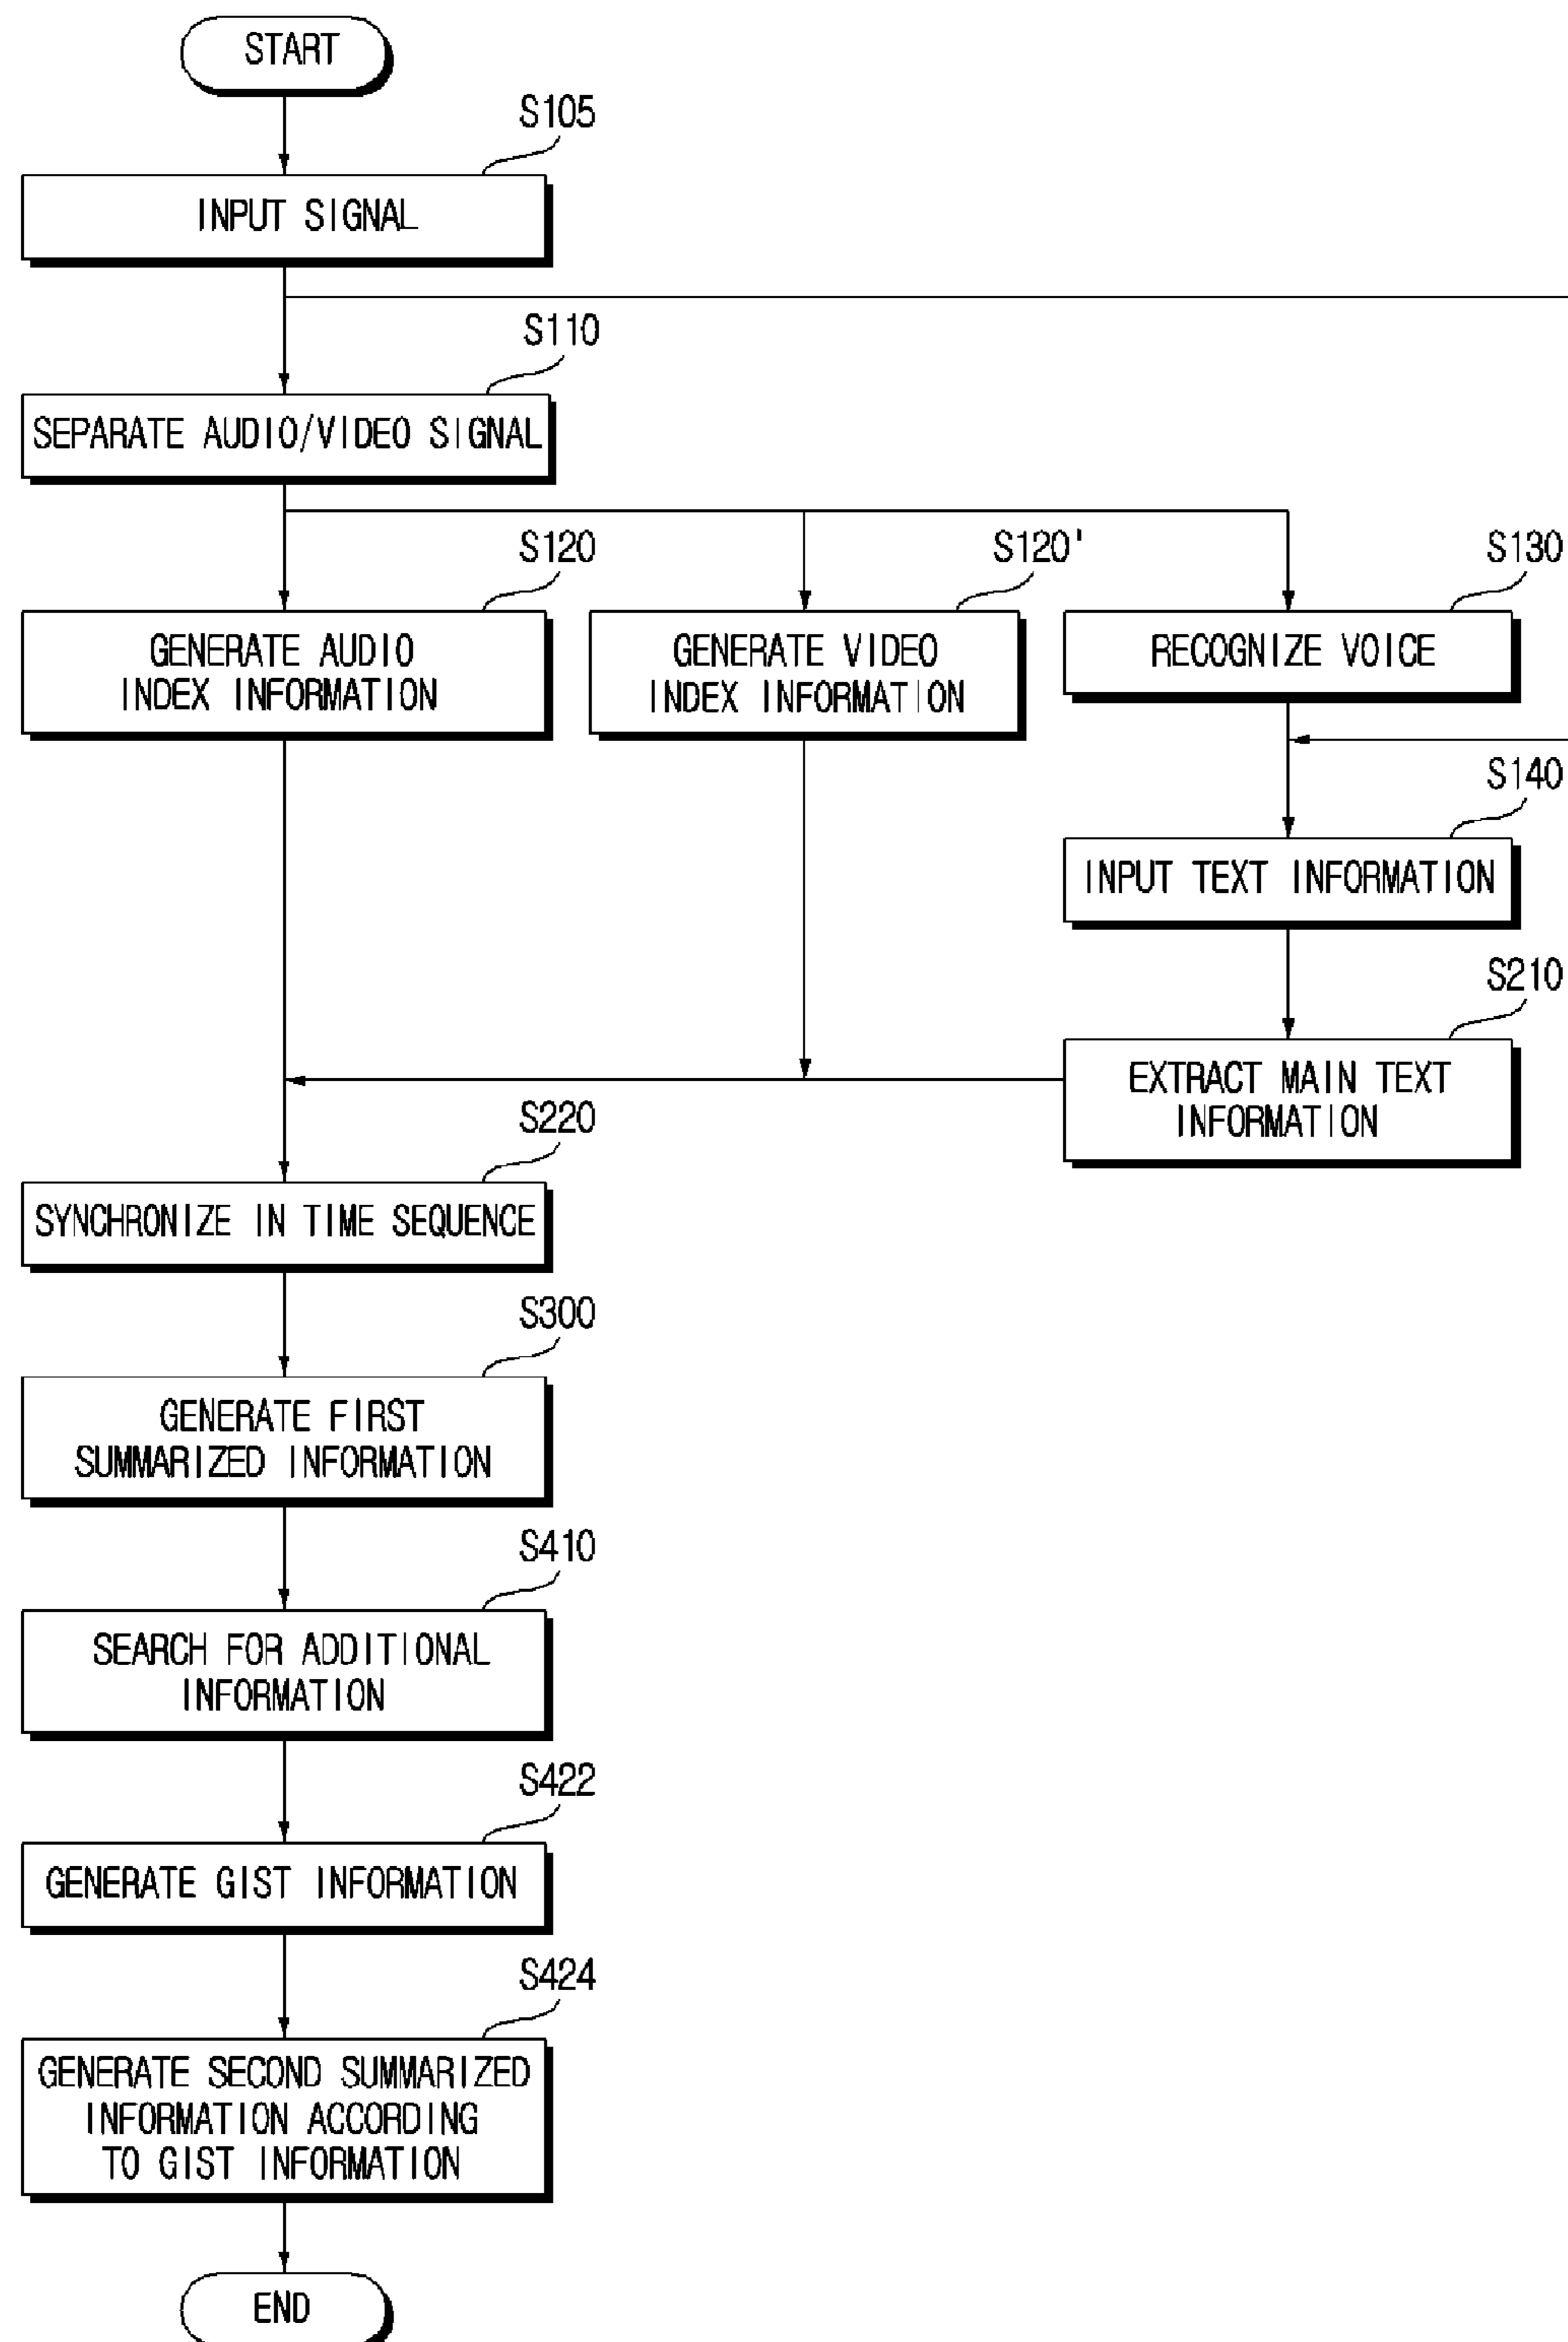 START
S105
INPUT SIGNAL
S110
SEPARATE AUDIO/VIDEO SIGNAL
S120
GENERATE AUDIO
INDEX INFORMATION
S120'
GENERATE VIDEO
INDEX INFORMATION
S130
RECOGNIZE VOICE
S140
INPUT TEXT INFORMATION
S210
EXTRACT MAIN TEXT
INFORMATION
S220
SYNCHRONIZE IN TIME SEQUENCE
S300
GENERATE FIRST
SUMMARIZED INFORMATION
S410
SEARCH FOR ADDITIONAL
INFORMATION
S422
GENERATE GIST INFORMATION
S424
GENERATE SECOND SUMMARIZED
INFORMATION ACCORDING
TO GIST INFORMATION
END